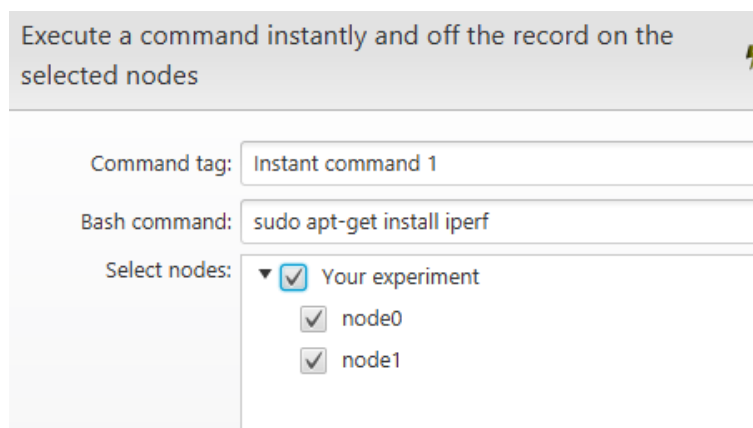 Execute a command instantly and off the record on the
selected nodes
Command tag: Instant command 1
Bash command: sudo apt-get install iperf
Select nodes: Your experiment
node0
node1